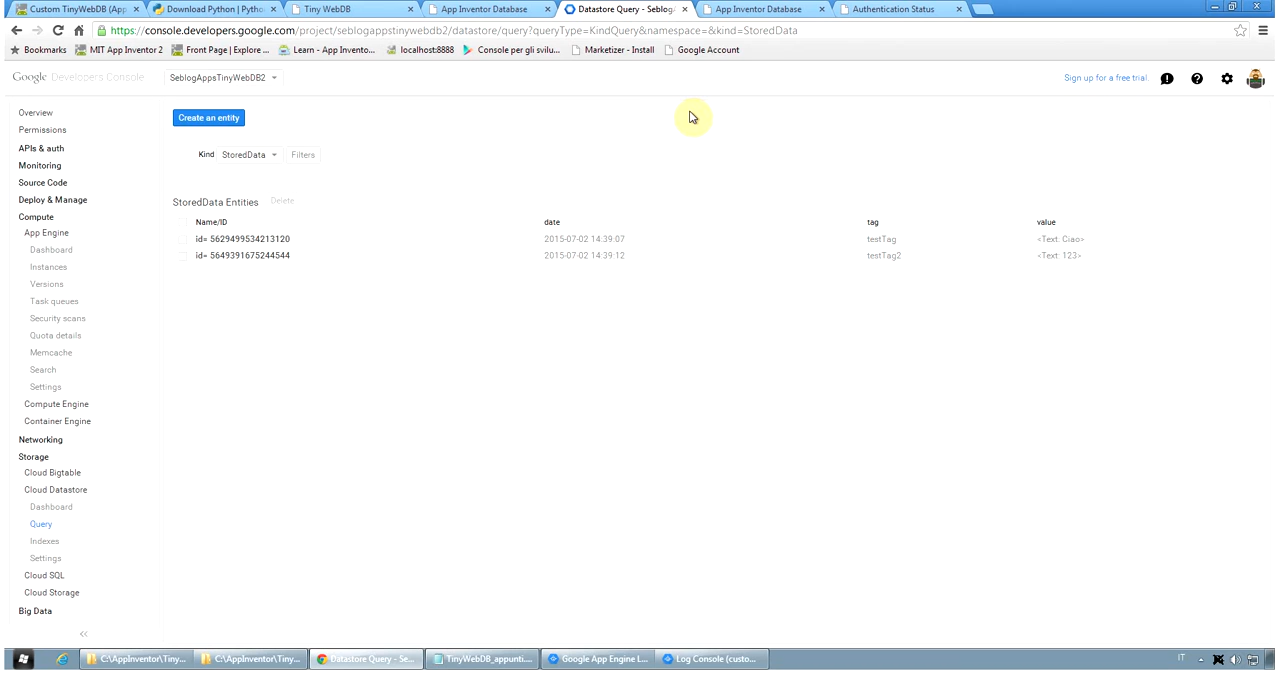 Custom TinyWebDB (App
Download Python | Pytho
Tiny WebDB
App Inventor Database
Datastore Query - Seblog
App Inventor Database
Authentication Status
https://console.developers.google.com/project/seblogappstinywebdb2/datastore/query?queryType=KindQuery&namespace=&kind=StoredData
Bookmarks
MIT App Inventor 2
Front Page | Explore ...
Learn - App Invento...
localhost:8888
Console per gli svilu...
Marketizer - Install
Google Account
Google Developers Console
SeblogAppsTinyWebDB2
Sign up for a free trial.
Overview
Permissions
APIs & auth
Monitoring
Source Code
Deploy & Manage
Compute
App Engine
Dashboard
Instances
Versions
Task queues
Security scans
Quota details
Memcache
Search
Settings
Compute Engine
Container Engine
Networking
Storage
Cloud Bigtable
Cloud Datastore
Dashboard
Query
Indexes
Settings
Cloud SQL
Cloud Storage
Big Data
Create an entity
Kind StoredData Filters
StoredData Entities Delete
Name/ID date tag value
id= 5629499534213120 2015-07-02 14:39:07 testTag <Text: Ciao>
id= 5649391675244544 2015-07-02 14:39:12 testTag2 <Text: 123>
C:\AppInventor\Tiny...
C:\AppInventor\Tiny...
Datastore Query - Se...
TinyWebDB_appunti....
Google App Engine L...
Log Console (custo...
IT